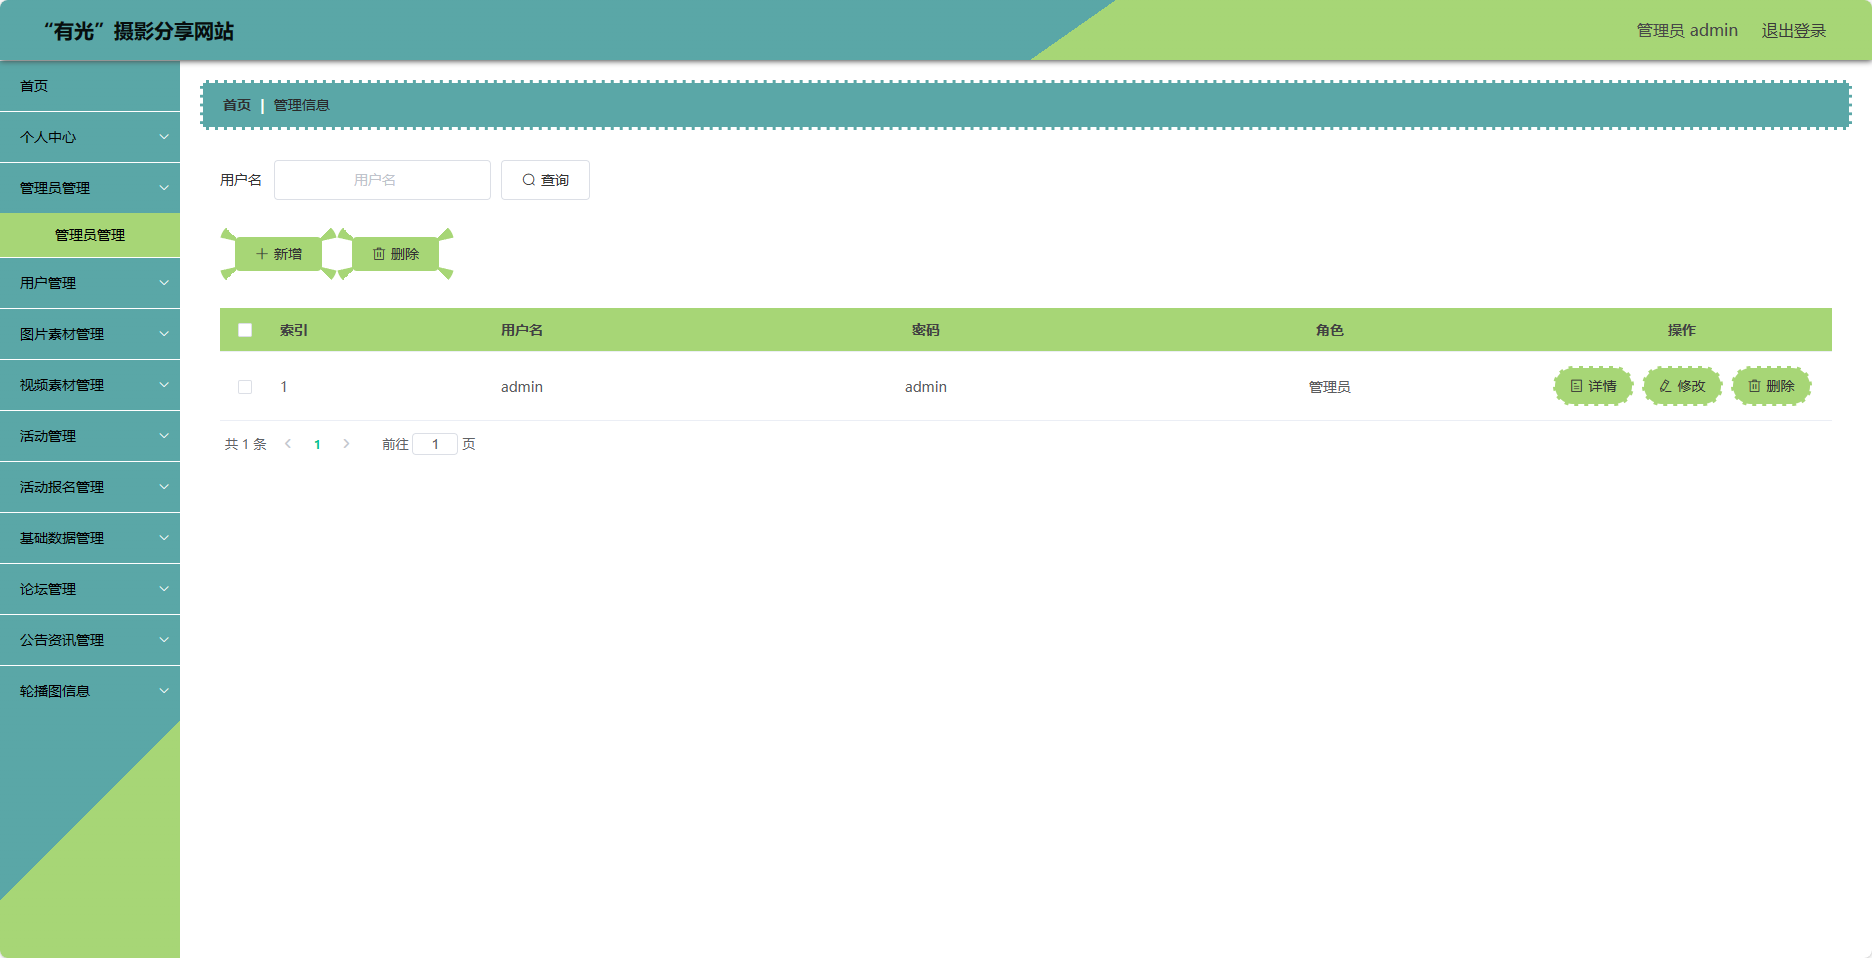 “有光”摄影分享网站
管理员 admin 退出登录
首页
个人中心
管理员管理
管理员管理
用户管理
图片素材管理
视频素材管理
活动管理
活动报名管理
基础数据管理
论坛管理
公告资讯管理
轮播图信息
首页 | 管理信息
用户名 用户名 查询
新增 删除
索引 用户名 密码 角色 操作
1 admin admin 管理员 详情 修改 删除
共 1 条 1 前往 1 页